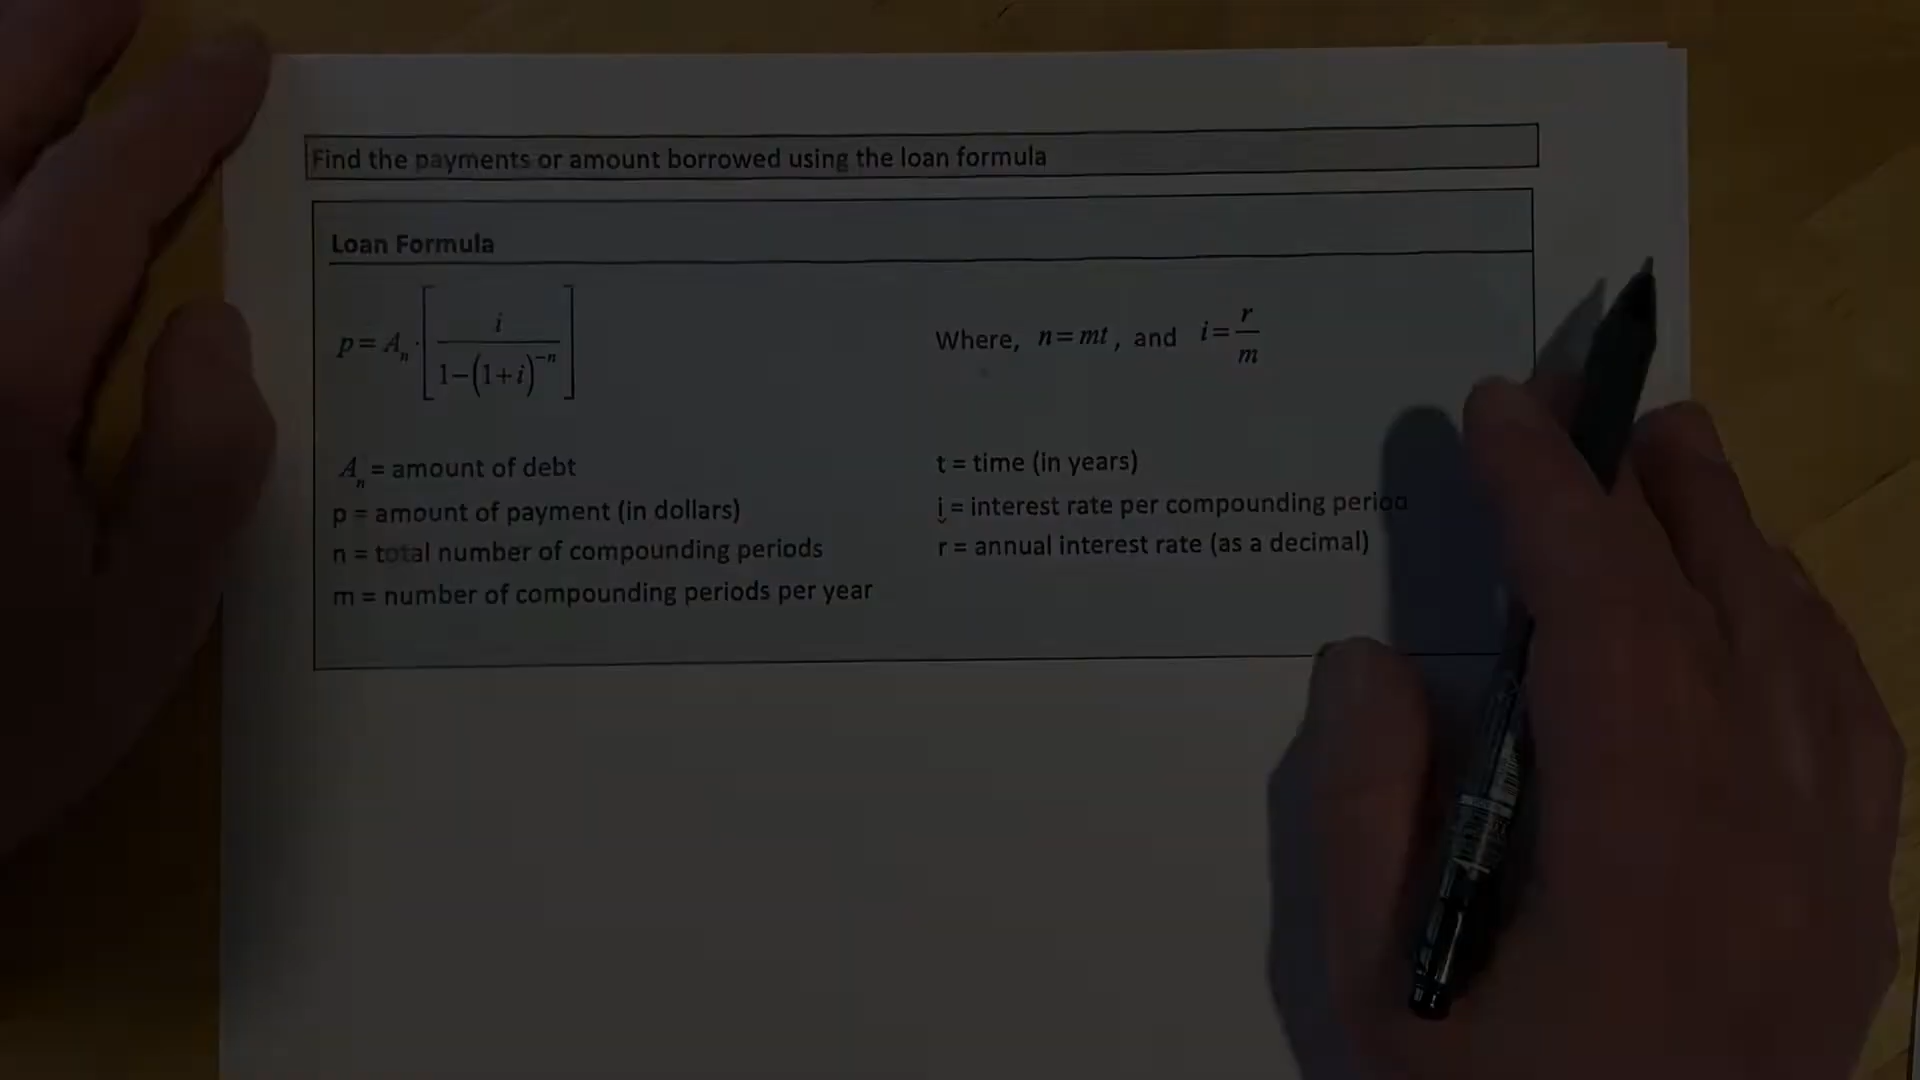 Find the payments or amount borrowed using the loan formula
Loan Formula
p = Aₙ · [ i / 1−(1+i)⁻ⁿ ]
Where, n=mt, and i = r/m
Aₙ = amount of debt
p = amount of payment (in dollars)
n = total number of compounding periods
m = number of compounding periods per year
t = time (in years)
i = interest rate per compounding period
r = annual interest rate (as a decimal)